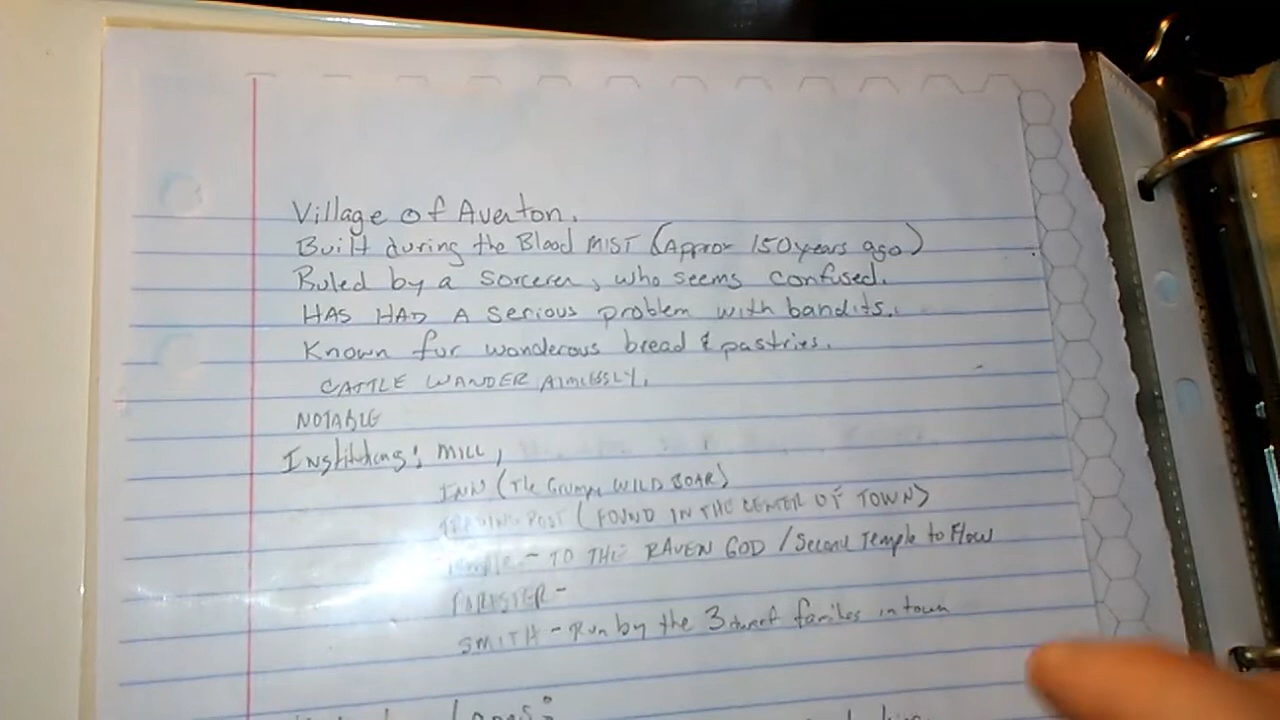 Village of Averton.
Built during the Blood MIST (Approx 150 years ago)
Ruled by a sorcerer, who seems confused.
HAS HAD A serious problem with bandits.
Known for wonderous bread & pastries.
CATTLE WANDER AIMLESSLY.
NOTABLE
Institutions: MILL,
INN (The Grumpy WILD BOAR)
TRADING POST (FOUND IN THE CENTER OF TOWN)
Temple - TO THE RAVEN GOD / Second Temple to Flow
SMITH - Run by the 3 dwarf families in town